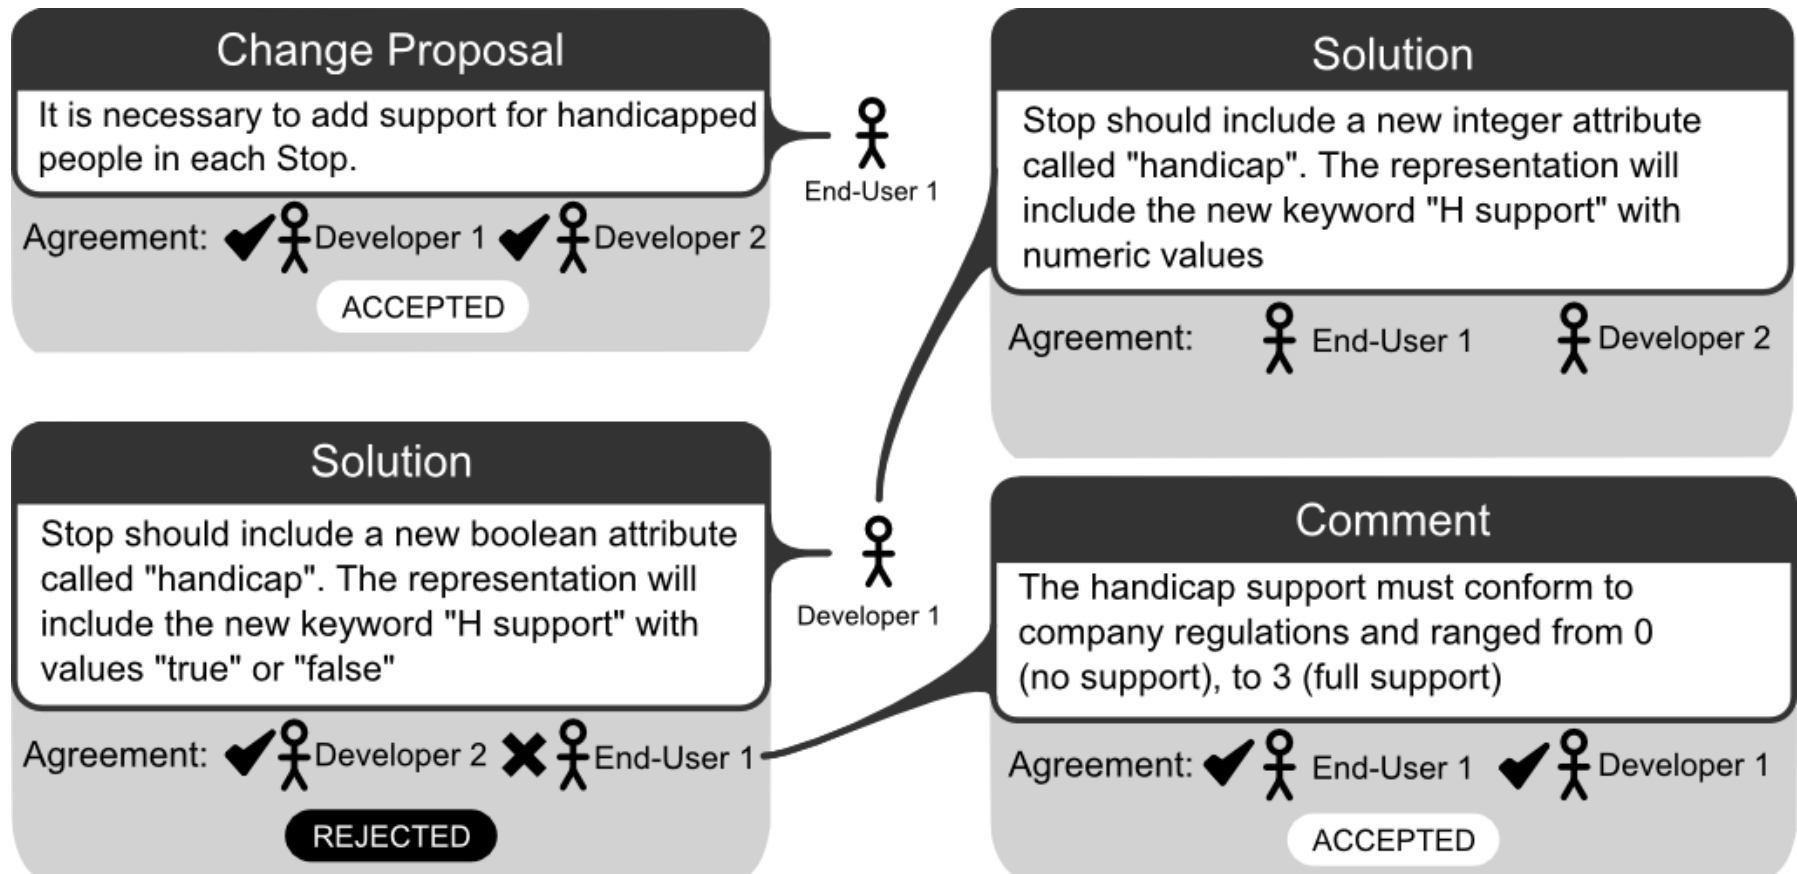 Change Proposal
It is necessary to add support for handicapped
people in each Stop.
Agreement: Developer 1 Developer 2
ACCEPTED
End-User 1
Solution
Stop should include a new boolean attribute
called "handicap". The representation will
include the new keyword "H support" with
values "true" or "false"
Agreement: Developer 2 End-User 1
REJECTED
Developer 1
Solution
Stop should include a new integer attribute
called "handicap". The representation will
include the new keyword "H support" with
numeric values
Agreement: End-User 1 Developer 2
Comment
The handicap support must conform to
company regulations and ranged from 0
(no support), to 3 (full support)
Agreement: End-User 1 Developer 1
ACCEPTED